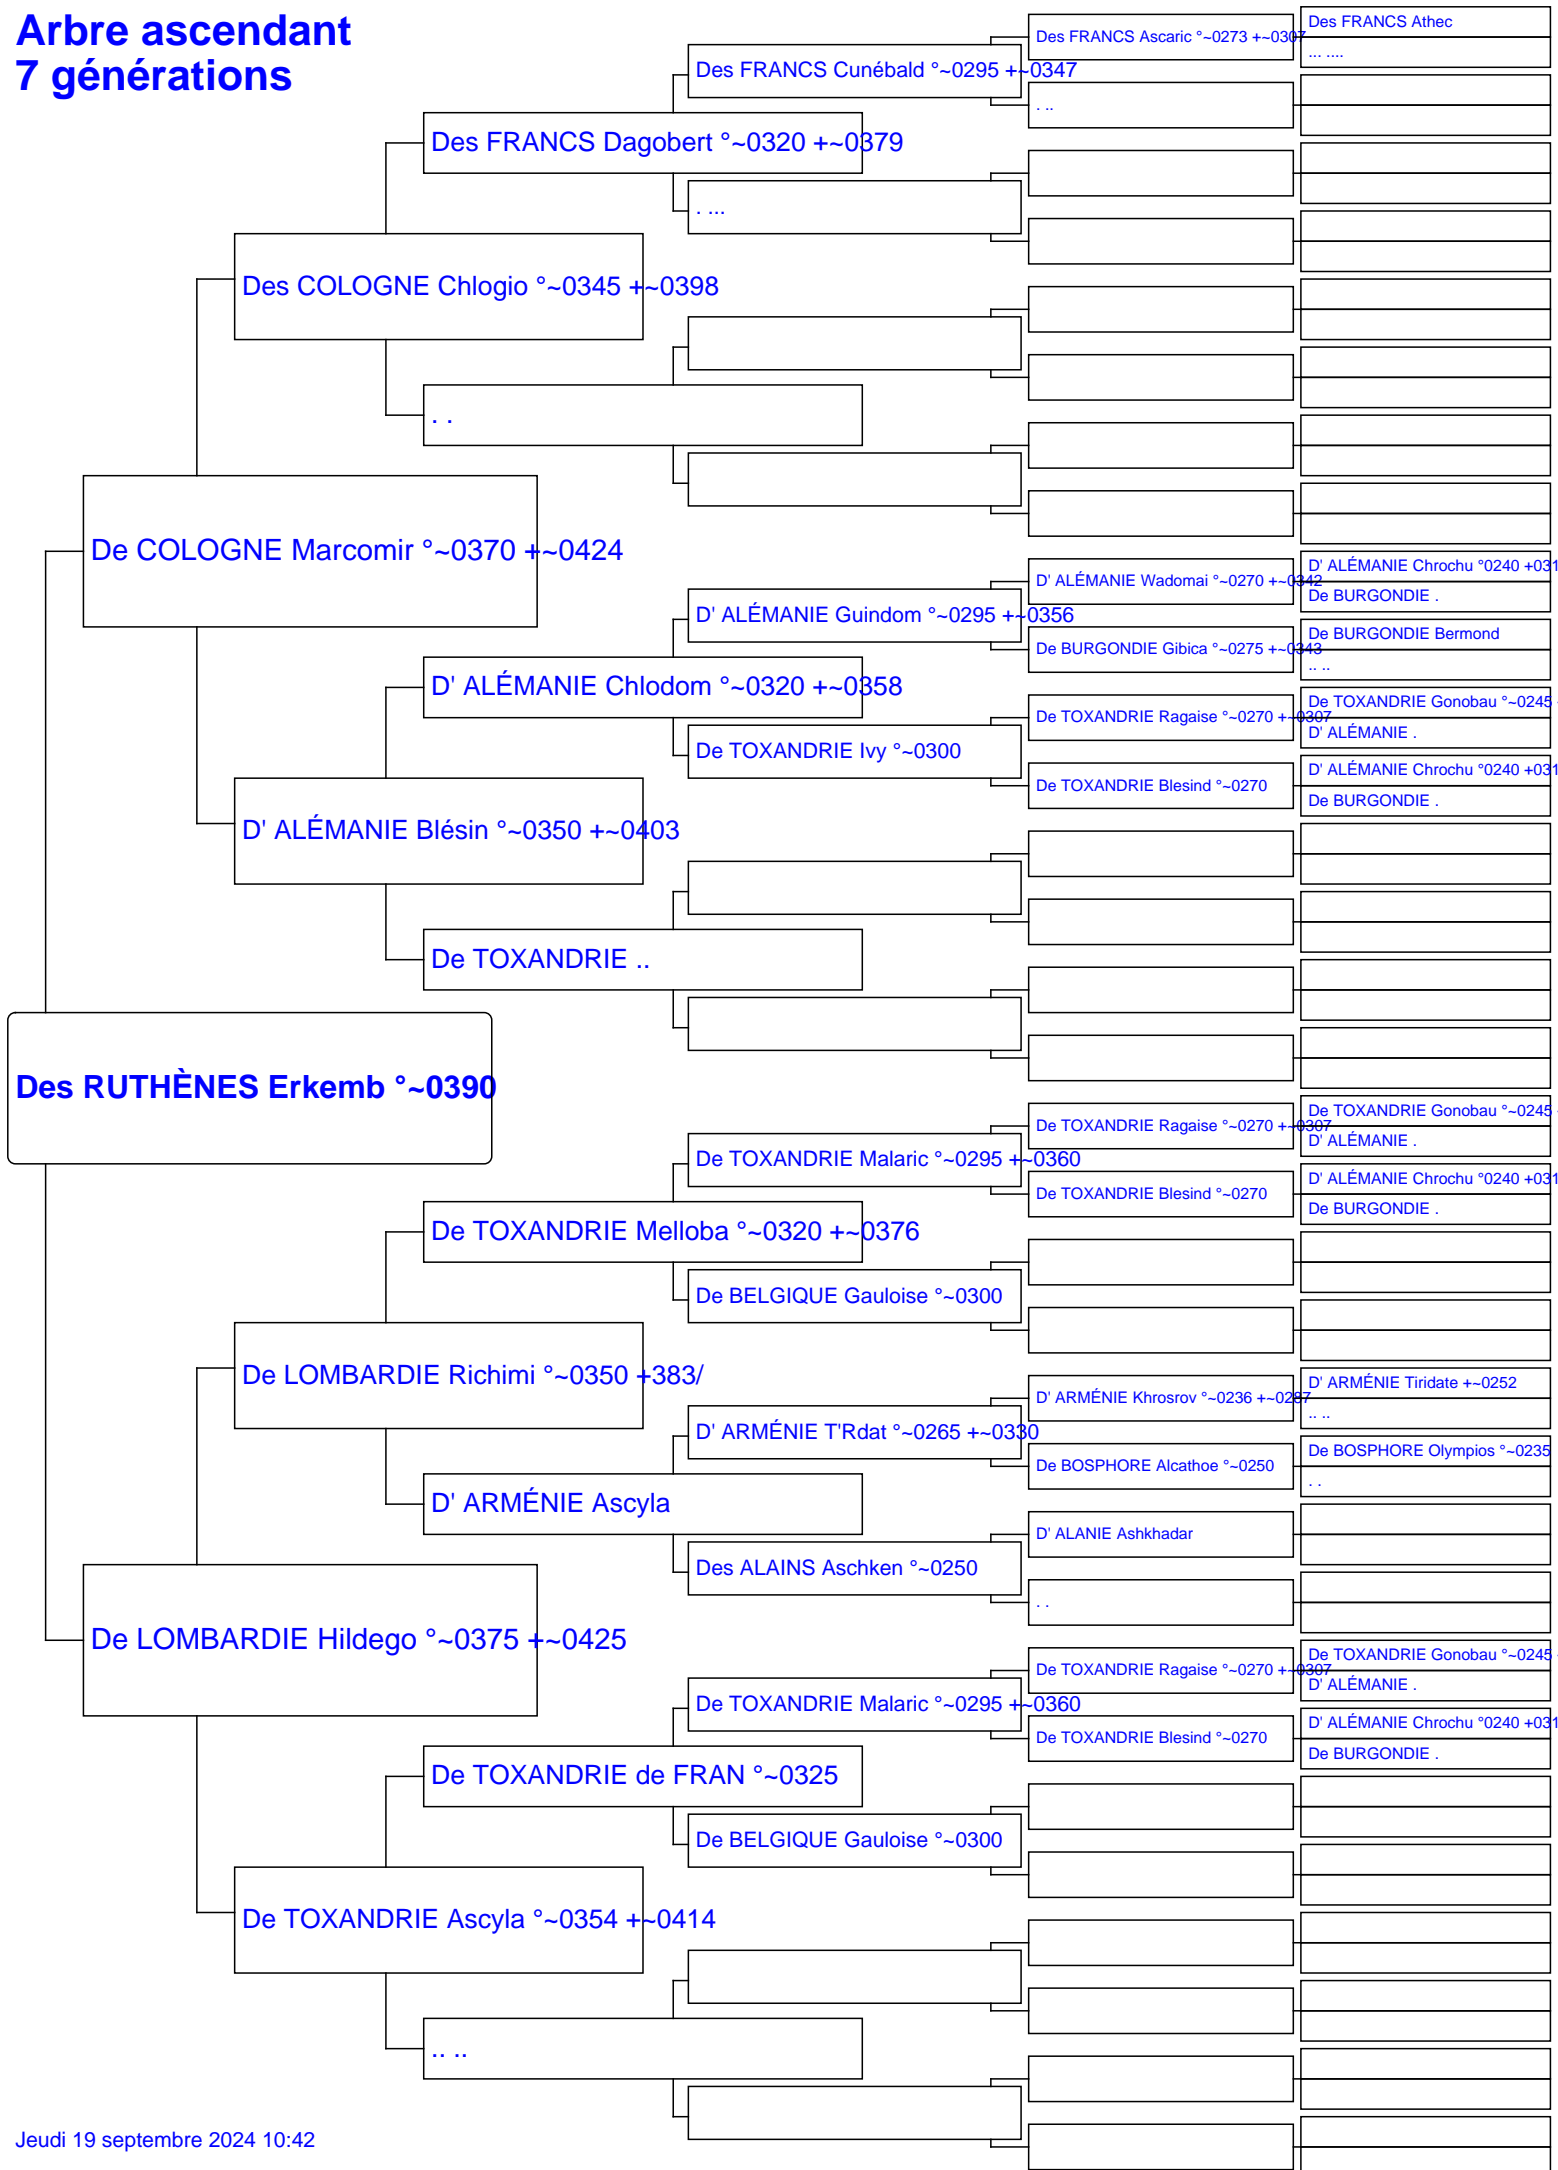 Arbre ascendant
7 générations
Des FRANCS Athec
Des FRANCS Ascaric °~0273 +~0307
... ....
Des FRANCS Cunébald °~0295 +~0347
. ..
Des FRANCS Dagobert °~0320 +~0379
. ...
Des COLOGNE Chlogio °~0345 +~0398
. .
De COLOGNE Marcomir °~0370 +~0424
D' ALÉMANIE Chrochu °0240 +031
D' ALÉMANIE Wadomai °~0270 +~0342
De BURGONDIE .
D' ALÉMANIE Guindom °~0295 +~0356
De BURGONDIE Bermond
De BURGONDIE Gibica °~0275 +~0343
.. ..
D' ALÉMANIE Chlodom °~0320 +~0358
De TOXANDRIE Gonobau °~0245
De TOXANDRIE Ragaise °~0270 +~0307
D' ALÉMANIE .
De TOXANDRIE Ivy °~0300
D' ALÉMANIE Chrochu °0240 +031
De TOXANDRIE Blesind °~0270
De BURGONDIE .
D' ALÉMANIE Blésin °~0350 +~0403
De TOXANDRIE ..
Des RUTHÈNES Erkemb °~0390
De TOXANDRIE Gonobau °~0245
De TOXANDRIE Ragaise °~0270 +~0307
D' ALÉMANIE .
De TOXANDRIE Malaric °~0295 +~0360
D' ALÉMANIE Chrochu °0240 +031
De TOXANDRIE Blesind °~0270
De BURGONDIE .
De TOXANDRIE Melloba °~0320 +~0376
De BELGIQUE Gauloise °~0300
De LOMBARDIE Richimi °~0350 +383/
D' ARMÉNIE Tiridate +~0252
D' ARMÉNIE Khrosrov °~0236 +~0287
.. ..
D' ARMÉNIE T'Rdat °~0265 +~0330
De BOSPHORE Olympios °~0235
De BOSPHORE Alcathoe °~0250
. .
D' ARMÉNIE Ascyla
D' ALANIE Ashkhadar
Des ALAINS Aschken °~0250
. .
De LOMBARDIE Hildego °~0375 +~0425
De TOXANDRIE Gonobau °~0245
De TOXANDRIE Ragaise °~0270 +~0307
D' ALÉMANIE .
De TOXANDRIE Malaric °~0295 +~0360
D' ALÉMANIE Chrochu °0240 +031
De TOXANDRIE Blesind °~0270
De BURGONDIE .
De TOXANDRIE de FRAN °~0325
De BELGIQUE Gauloise °~0300
De TOXANDRIE Ascyla °~0354 +~0414
.. ..
Jeudi 19 septembre 2024 10:42